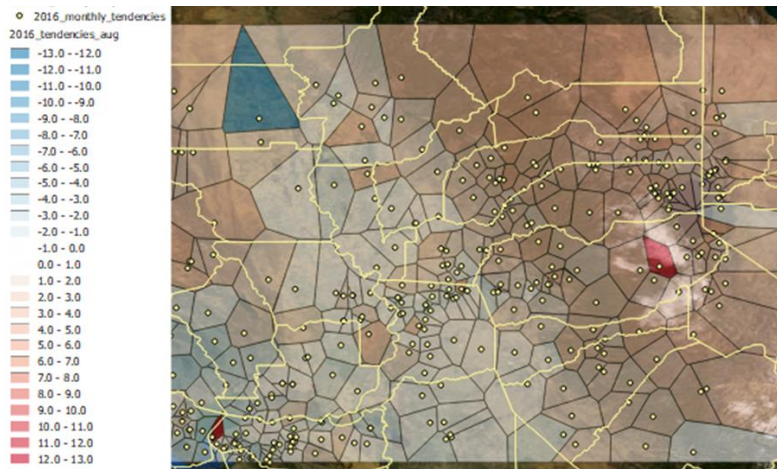 2016_monthly_tendencies
2016_tendencies_aug
-13.0 - -12.0
-12.0 - -11.0
-11.0 - -10.0
-10.0 - -9.0
-9.0 - -8.0
-8.0 - -7.0
-7.0 - -6.0
-6.0 - -5.0
-5.0 - -4.0
-4.0 - -3.0
-3.0 - -2.0
-2.0 - -1.0
-1.0 - 0.0
0.0 - 1.0
1.0 - 2.0
2.0 - 3.0
3.0 - 4.0
4.0 - 5.0
5.0 - 6.0
6.0 - 7.0
7.0 - 8.0
8.0 - 9.0
9.0 - 10.0
10.0 - 11.0
11.0 - 12.0
12.0 - 13.0